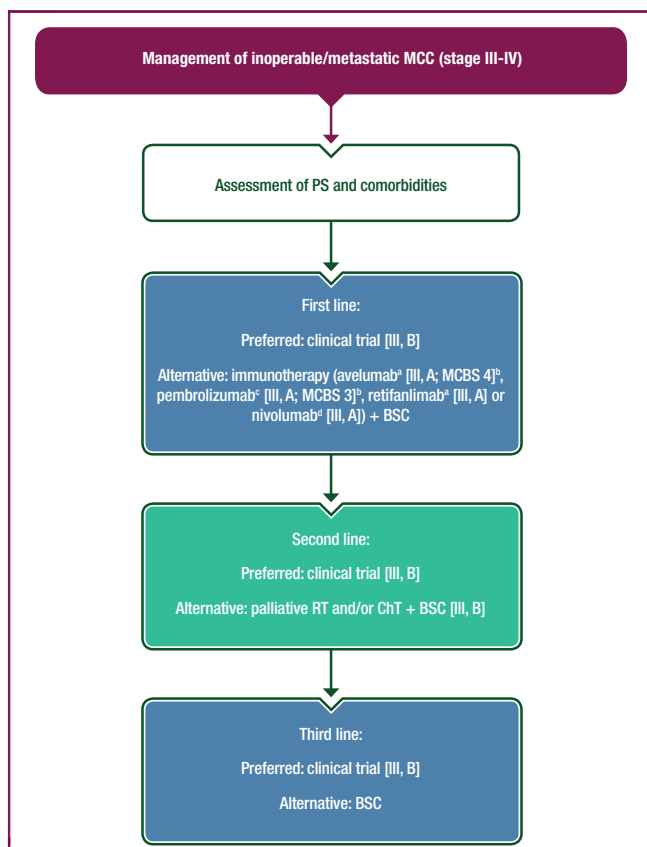 Management of inoperable/metastatic MCC (stage III-IV)
Assessment of PS and comorbidities
First line:
Preferred: clinical trial [III, B]
Alternative: immunotherapy (avelumabᵃ [III, A; MCBS 4]ᵇ,
pembrolizumabᶜ [III, A; MCBS 3]ᵇ, retifanlimabᵃ [III, A] or
nivolumabᵈ [III, A]) + BSC
Second line:
Preferred: clinical trial [III, B]
Alternative: palliative RT and/or ChT + BSC [III, B]
Third line:
Preferred: clinical trial [III, B]
Alternative: BSC